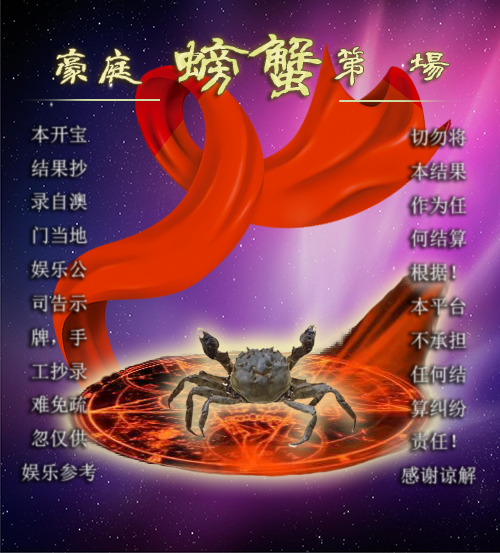 豪庭 螃蟹 第 場
本开宝
结果抄
录自澳
门当地
娱乐公
司告示
牌，手
工抄录
难免疏
忽仅供
娱乐参考
切勿将
本结果
作为任
何结算
根据！
本平台
不承担
任何结
算纠纷
责任！
感谢谅解